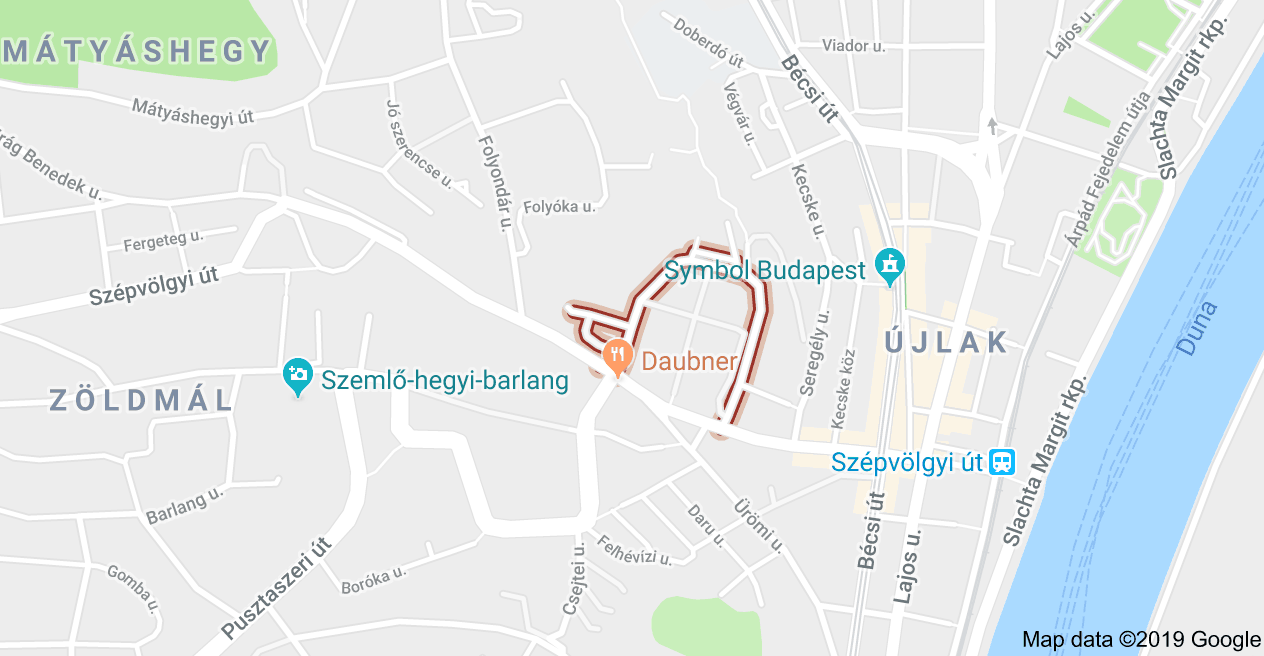 MÁTYÁSHEGY
Doberdó út
Viador u.
Lajos u.
Slachta Margit rkp.
Bécsi út
Mátyáshegyi út
Jó szerencse u.
Végvár u.
Árpád Fejedelem útja
Benedek u.
Folyondár u.
Kecske u.
Folyóka u.
Fergeteg u.
Szépvölgyi út
Symbol Budapest
Duna
ÚJLAK
Seregély u.
Daubner
Kecske köz
Szemlő-hegyi-barlang
ZÖLDMÁL
Slachta Margit rkp.
Szépvölgyi út
Barlang u.
Ürömi u.
Daru u.
Bécsi út
Lajos u.
Pusztaszeri út
Felhévízi u.
Boróka u.
Csejtei u.
Gomba u.
Map data ©2019 Google